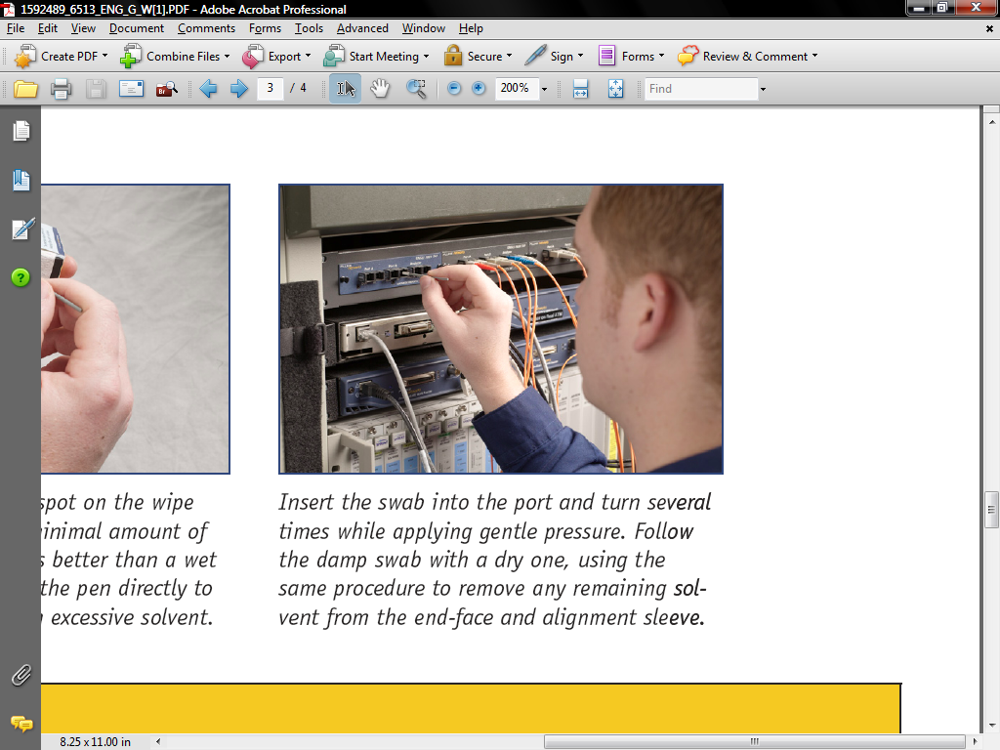 1592489_6513_ENG_G_W[1].PDF - Adobe Acrobat Professional
File Edit View Document Comments Forms Tools Advanced Window Help
Create PDF Combine Files Export Start Meeting Secure Sign Forms Review & Comment
3 / 4 200% Find
spot on the wipe
inimal amount of
s better than a wet
the pen directly to
excessive solvent.
Insert the swab into the port and turn several
times while applying gentle pressure. Follow
the damp swab with a dry one, using the
same procedure to remove any remaining sol-
vent from the end-face and alignment sleeve.
8.25 x 11.00 in